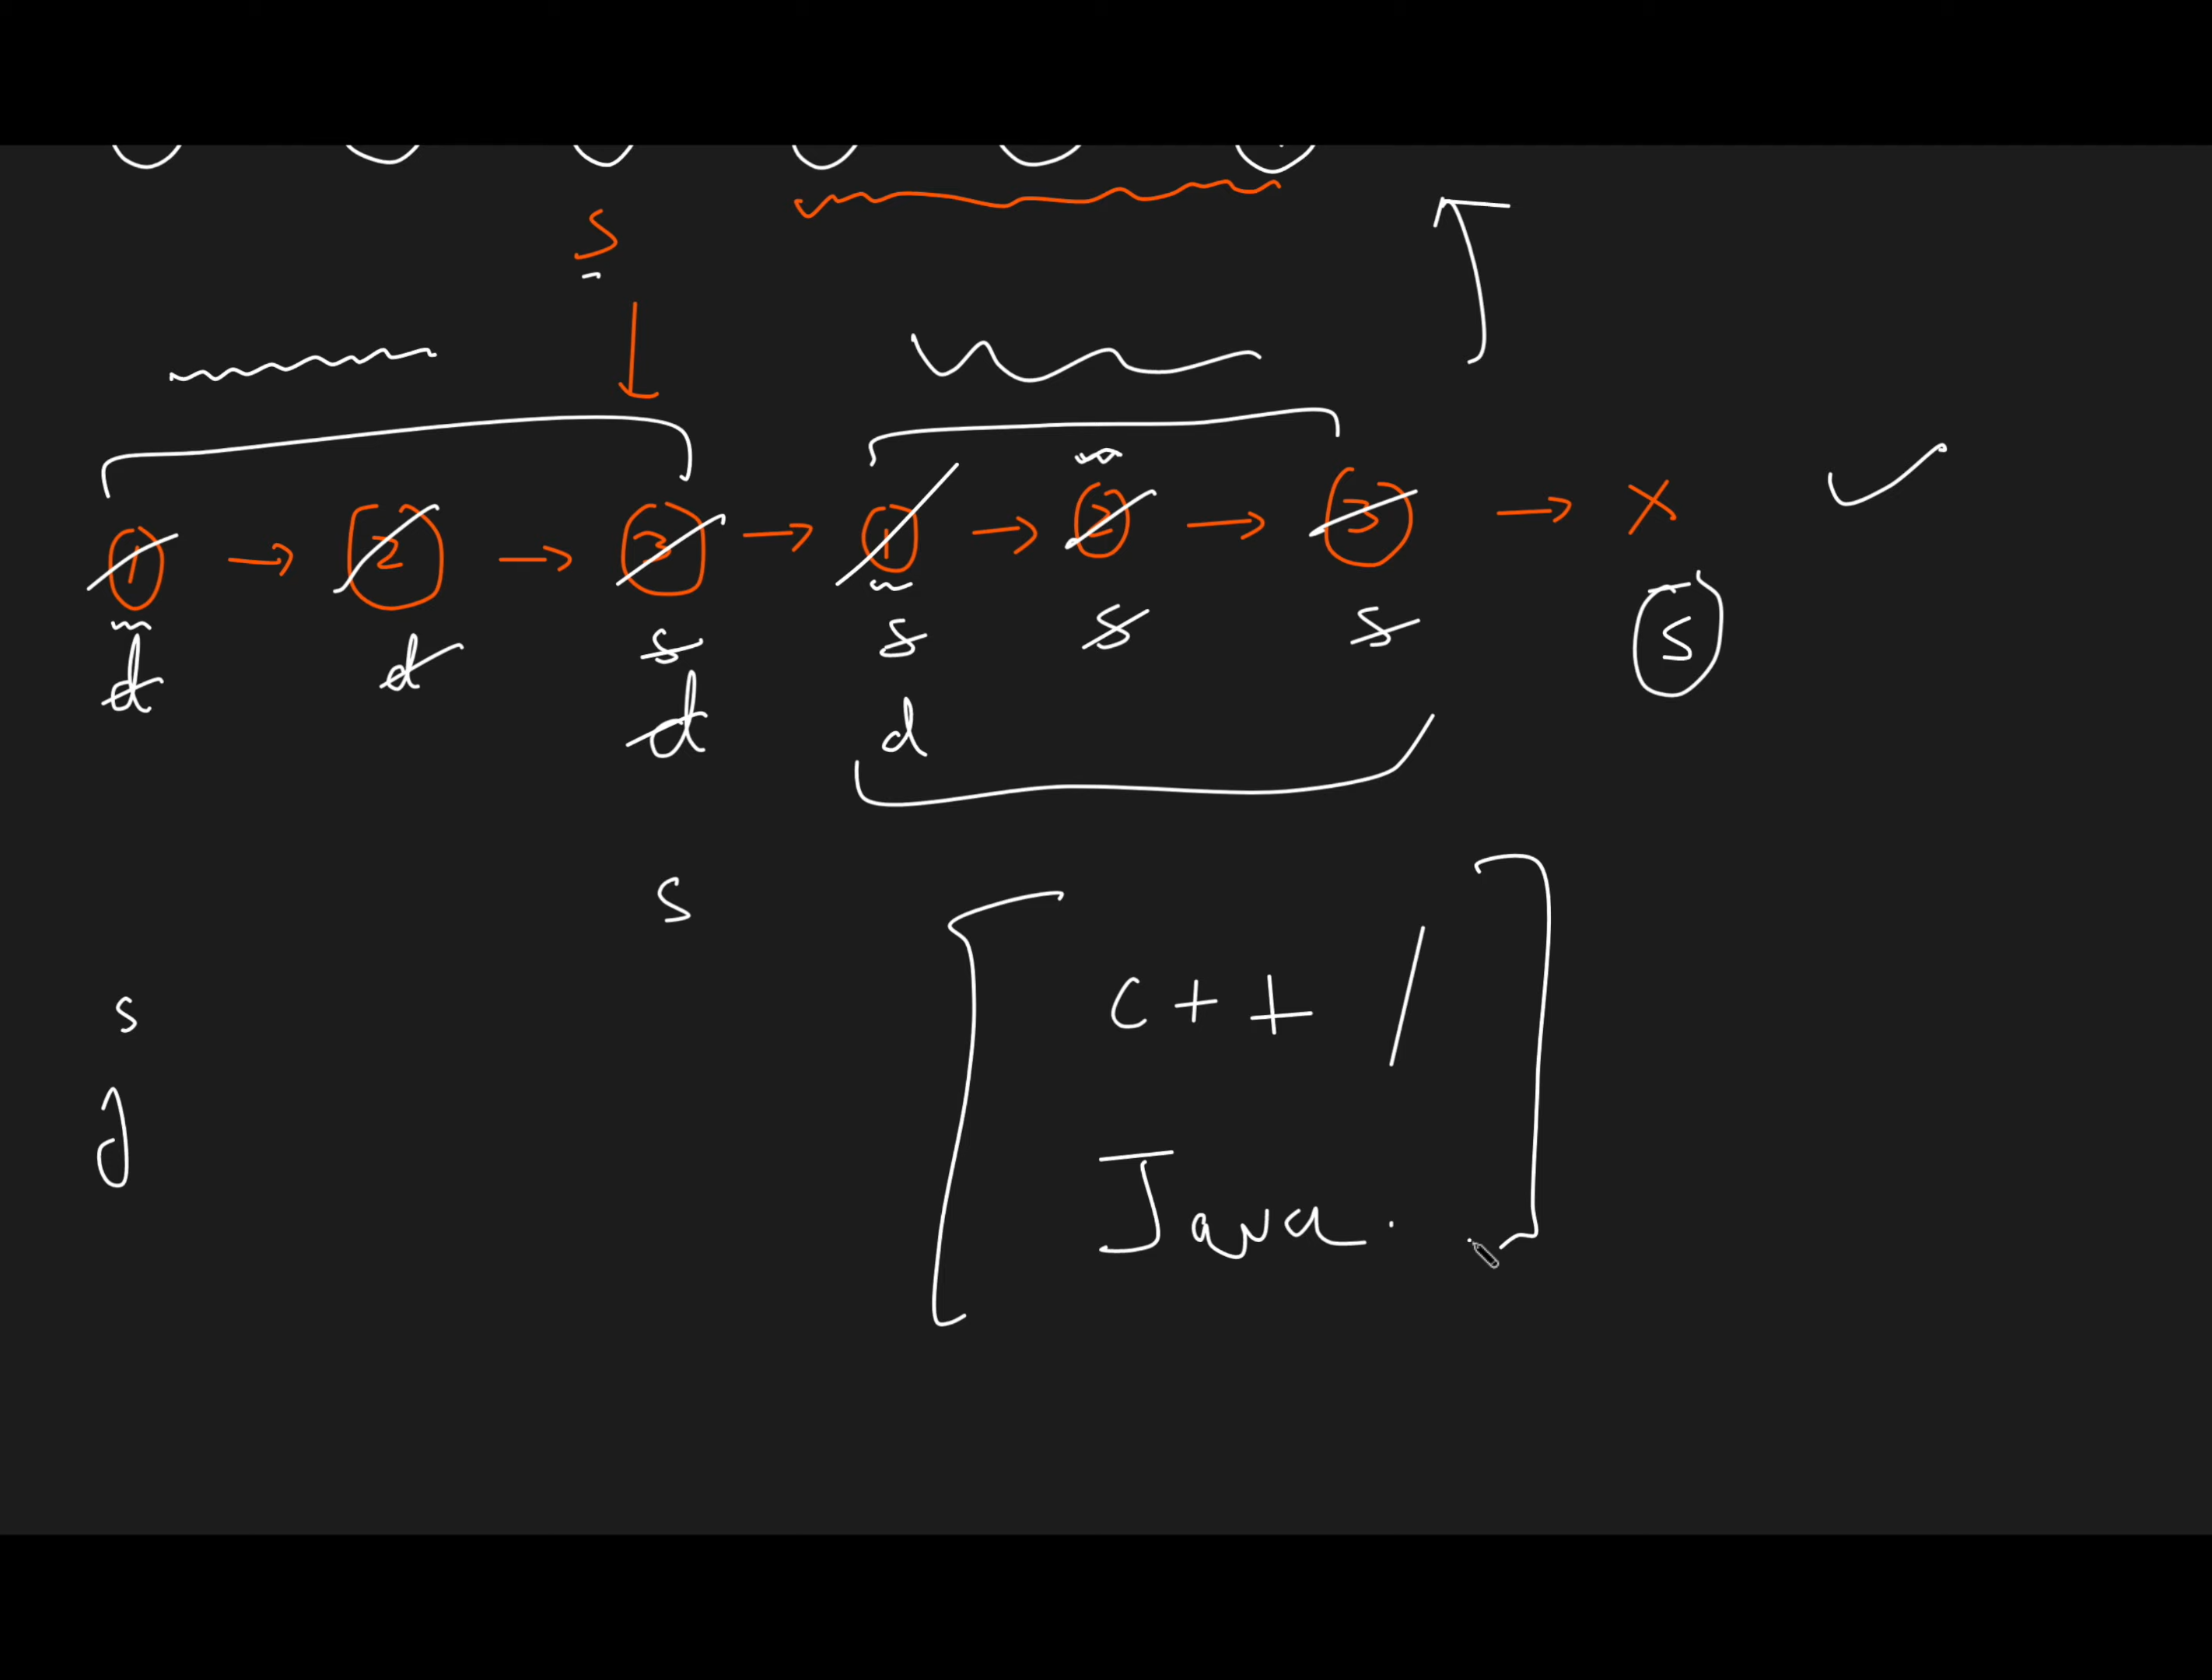 s
1 → 2 → 3 → 1 → 2 → 3 → X
d d s s s s s
d d
s
s C++ /
d
Java.